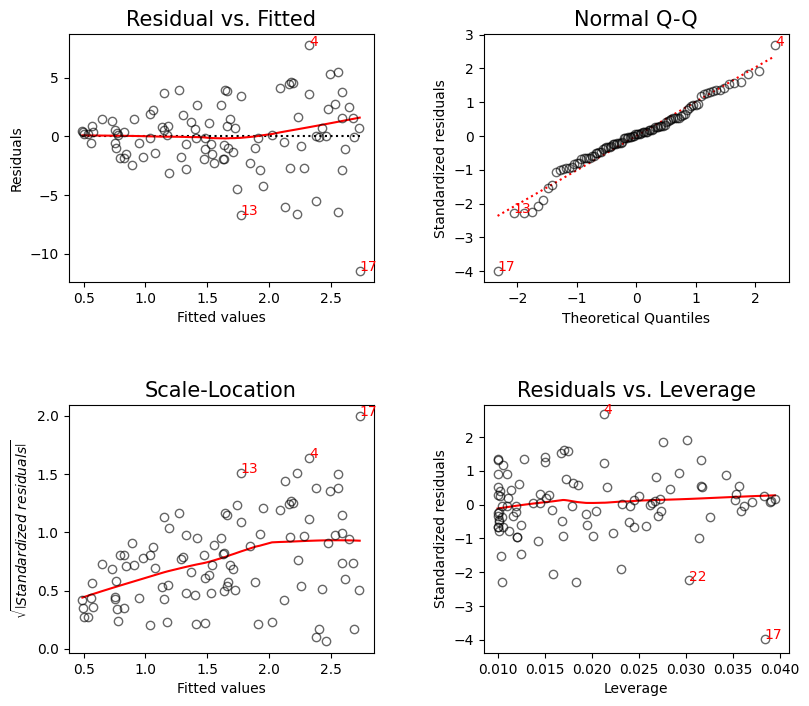 Residual vs. Fitted
Normal Q-Q
4
4
13
13
17
17
5
0
−5
−10
Residuals
0.5 1.0 1.5 2.0 2.5
Fitted values
3
2
1
0
−1
−2
−3
−4
Standardized residuals
−2 −1 0 1 2
Theoretical Quantiles
Scale-Location
Residuals vs. Leverage
17
4
13
4
22
17
2.0
1.5
1.0
0.5
0.0
√|Standardized residuals|
0.5 1.0 1.5 2.0 2.5
Fitted values
2
1
0
−1
−2
−3
−4
Standardized residuals
0.010 0.015 0.020 0.025 0.030 0.035 0.040
Leverage